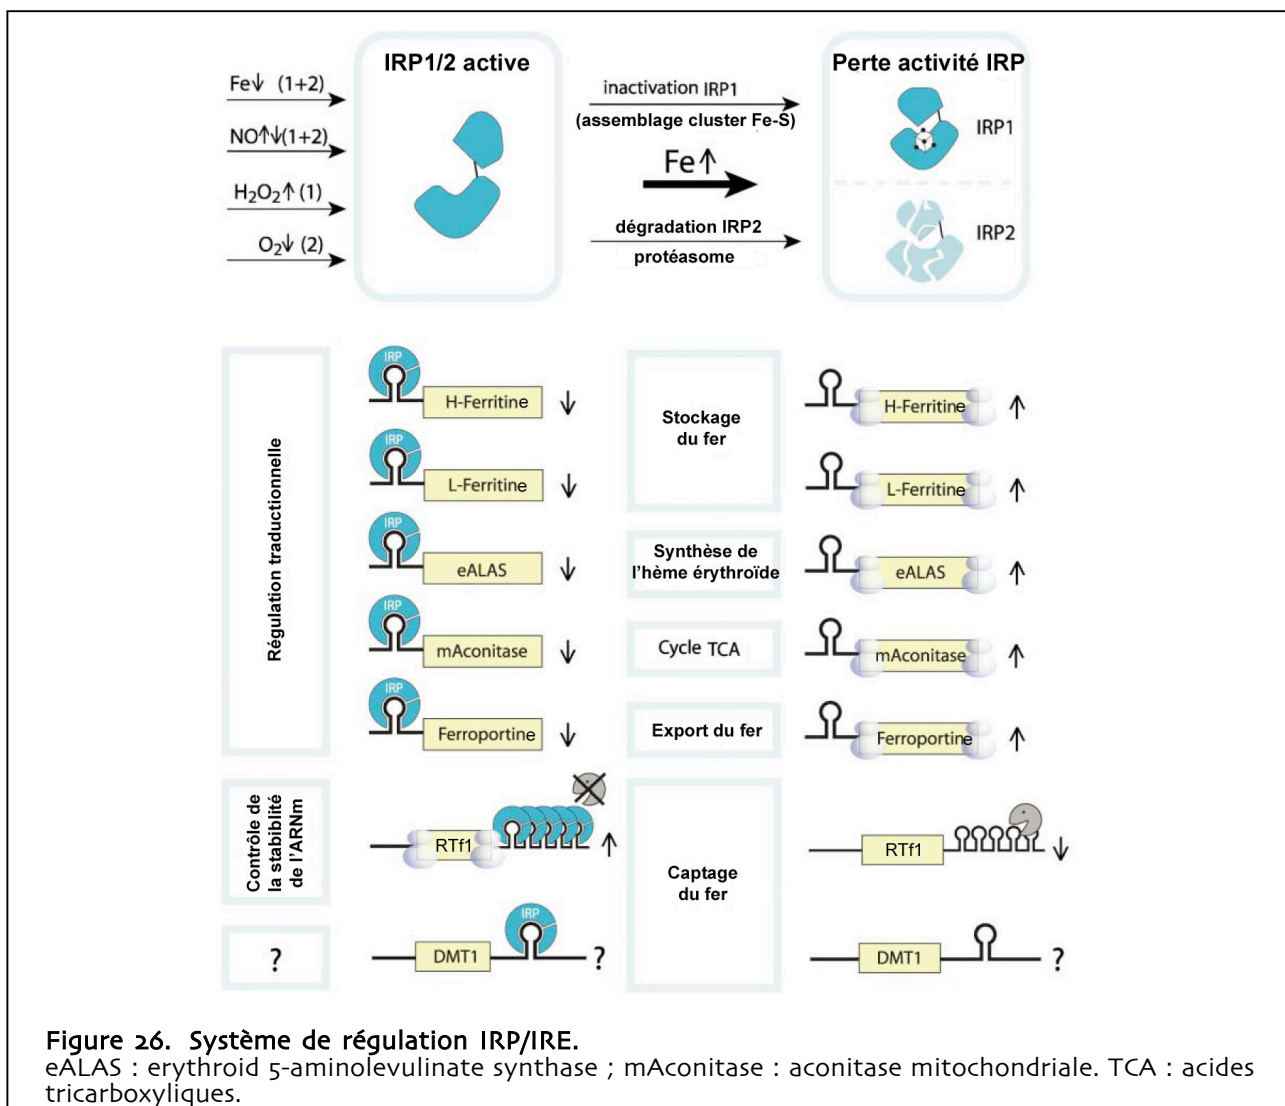 IRP1/2 active
Perte activité IRP
Fe↓ (1+2)
NO↑↓(1+2)
H₂O₂↑ (1)
O₂↓ (2)
inactivation IRP1
(assemblage cluster Fe-S)
Fe↑
dégradation IRP2
protéasome
IRP1
IRP2
Régulation traductionnelle
IRP
H-Ferritine ↓
Stockage
du fer
H-Ferritine ↑
IRP
L-Ferritine ↓
L-Ferritine ↑
IRP
eALAS ↓
Synthèse de
l'hème érythroïde
eALAS ↑
IRP
mAconitase ↓
Cycle TCA
mAconitase ↑
IRP
Ferroportine ↓
Export du fer
Ferroportine ↑
Contrôle de
la stabiblité
de l'ARNm
RTf1 ↑
Captage
du fer
RTf1 ↓
?
IRP
DMT1 ?
DMT1 ?
Figure 26. Système de régulation IRP/IRE.
eALAS : erythroid 5-aminolevulinate synthase ; mAconitase : aconitase mitochondriale. TCA : acides
tricarboxyliques.